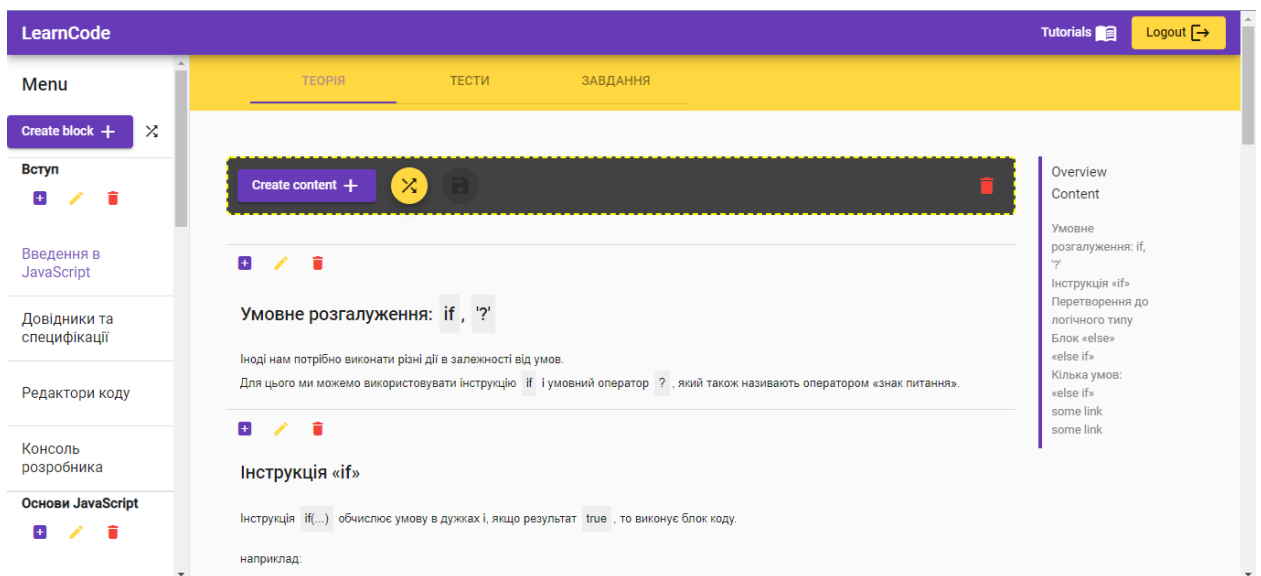 LearnCode
Tutorials
Logout
Menu
Create block
Вступ
Введення в
JavaScript
Довідники та
специфікації
Редактори коду
Консоль
розробника
Основи JavaScript
ТЕОРІЯ
ТЕСТИ
ЗАВДАННЯ
Create content
Умовне розгалуження: if , '?'
Іноді нам потрібно виконати різні дії в залежності від умов.
Для цього ми можемо використовувати інструкцію if і умовний оператор ? , який також називають оператором «знак питання».
Інструкція «if»
Інструкція if(...) обчислює умову в дужках і, якщо результат true , то виконує блок коду.
наприклад:
Overview
Content
Умовне
розгалуження: if,
'?'
Інструкція «if»
Перетворення до
логічного типу
Блок «else»
«else if»
Кілька умов:
«else if»
some link
some link